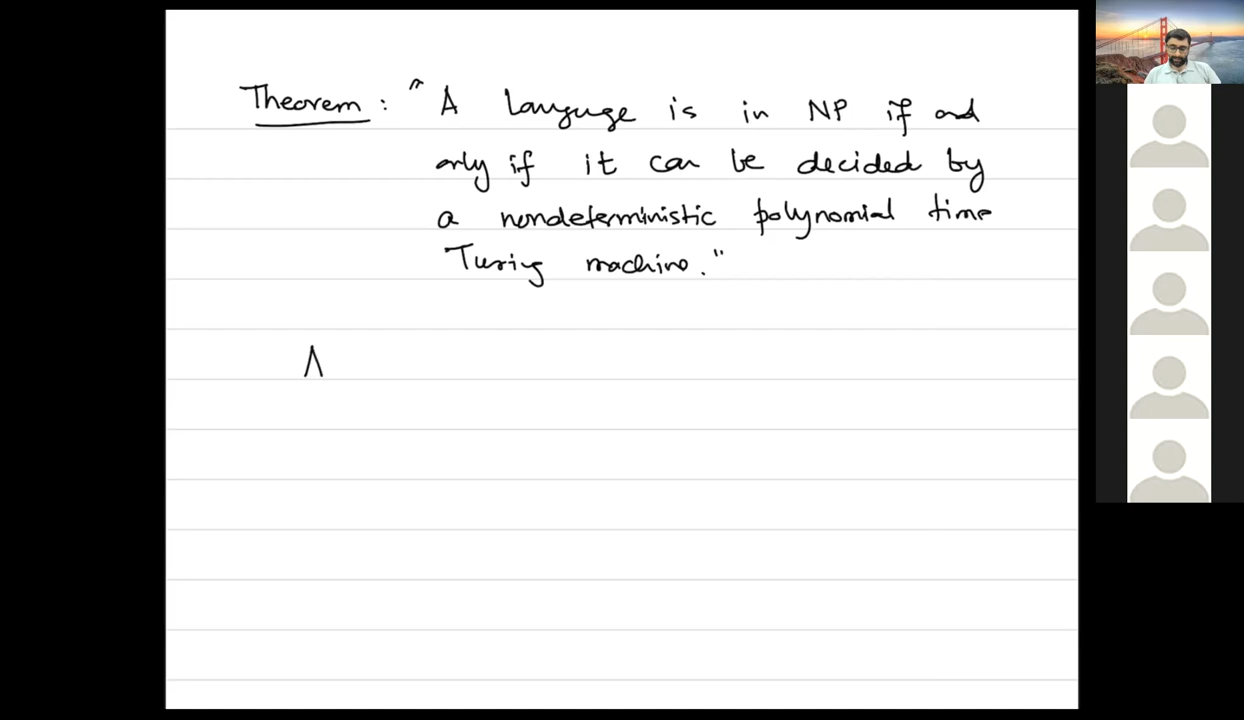 Theorem : " A Language is in NP if and
only if it can be decided by
a nondeterministic polynomial time
Turing machine."